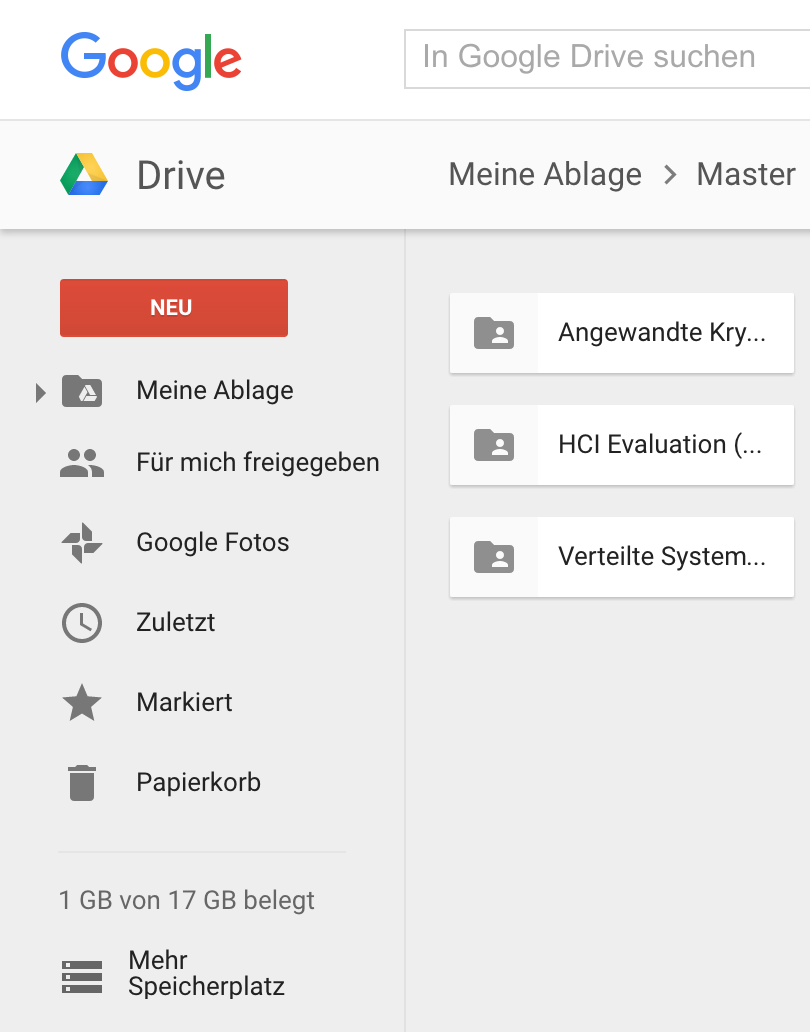 Google
In Google Drive suchen
Drive
Meine Ablage > Master
NEU
Meine Ablage
Für mich freigegeben
Google Fotos
Zuletzt
Markiert
Papierkorb
1 GB von 17 GB belegt
Mehr
Speicherplatz
Angewandte Kry...
HCI Evaluation (...
Verteilte System...